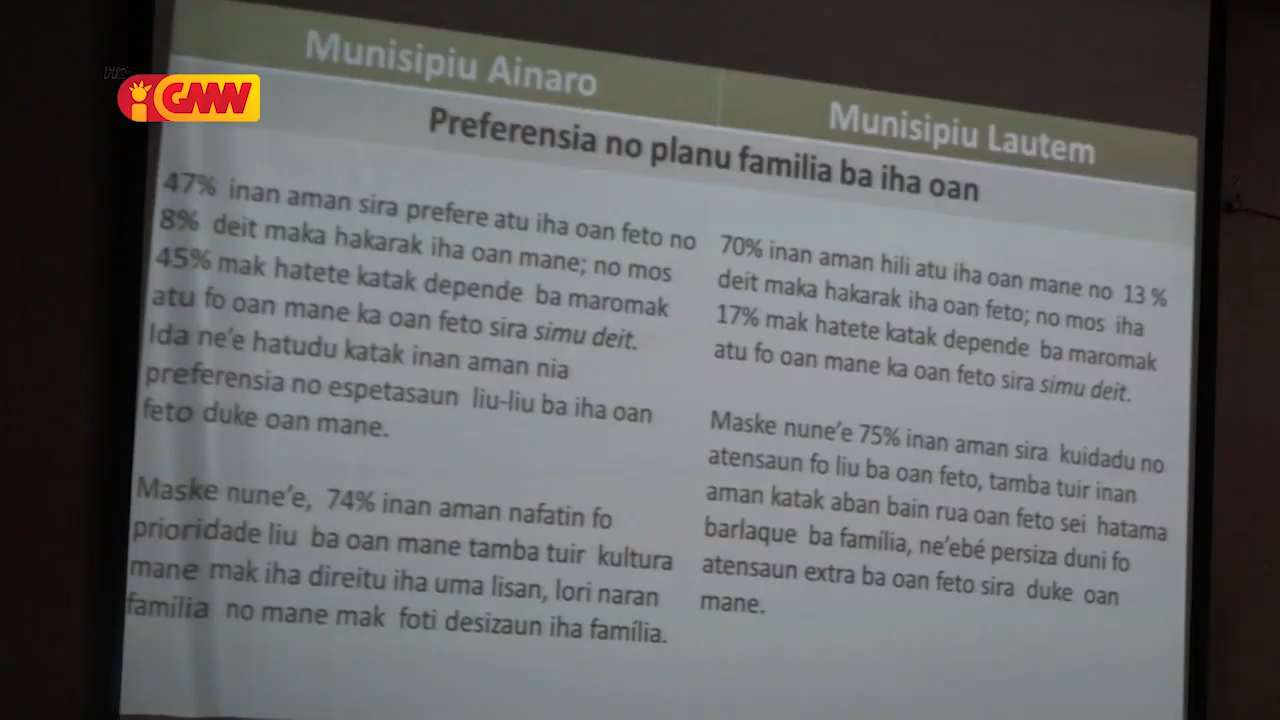 GMN
Munisipiu Ainaro
Munisipiu Lautem
Preferensia no planu familia ba iha oan
47% inan aman sira prefere atu iha oan feto no
8% deit maka hakarak iha oan mane; no mos
45% mak hatete katak depende ba maromak
atu fo oan mane ka oan feto sira simu deit.
Ida ne'e hatudu katak inan aman nia
preferensia no espetasaun liu-liu ba iha oan
feto duke oan mane.
Maske nune'e, 74% inan aman nafatin fo
prioridade liu ba oan mane tamba tuir kultura
mane mak iha direitu iha uma lisan, lori naran
família no mane mak foti desizaun iha família.
70% inan aman hili atu iha oan mane no 13 %
deit maka hakarak iha oan feto; no mos iha
17% mak hatete katak depende ba maromak
atu fo oan mane ka oan feto sira simu deit.
Maske nune'e 75% inan aman sira kuidadu no
atensaun fo liu ba oan feto, tamba tuir inan
aman katak aban bain rua oan feto sei hatama
barlaque ba família, ne'ebé persiza duni fo
atensaun extra ba oan feto sira duke oan
mane.